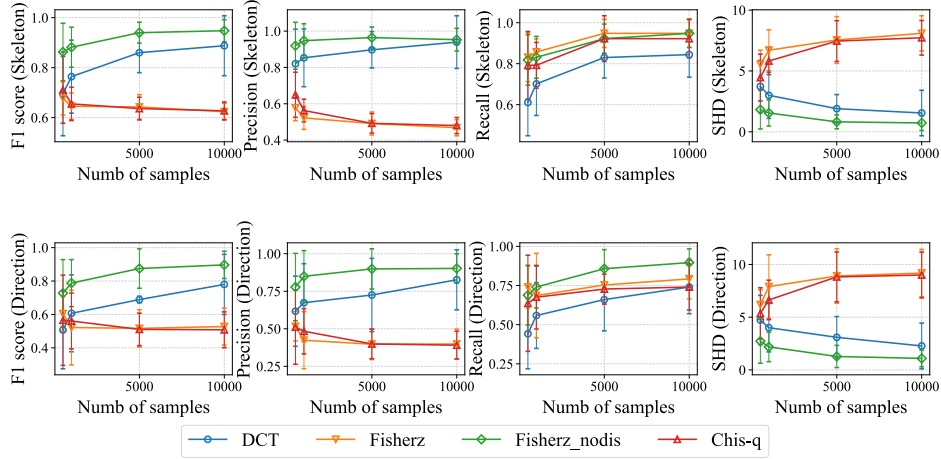 F1 score (Skeleton)
1.0
0.8
0.6
5000
10000
Numb of samples
Precision (Skeleton)
1.0
0.8
0.6
0.4
5000
10000
Numb of samples
Recall (Skeleton)
1.0
0.8
0.6
5000
10000
Numb of samples
SHD (Skeleton)
10
5
0
5000
10000
Numb of samples
F1 score (Direction)
1.0
0.8
0.6
0.4
5000
10000
Numb of samples
Precision (Direction)
1.00
0.75
0.50
0.25
5000
10000
Numb of samples
Recall (Direction)
1.00
0.75
0.50
0.25
5000
10000
Numb of samples
SHD (Direction)
10
5
0
5000
10000
Numb of samples
DCT Fisherz Fisherz_nodis Chis-q